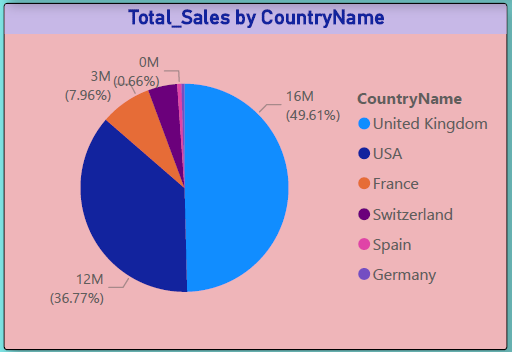 Total_Sales by CountryName
0M
(0.66%)
3M
(7.96%)
16M
(49.61%)
12M
(36.77%)
CountryName
United Kingdom
USA
France
Switzerland
Spain
Germany